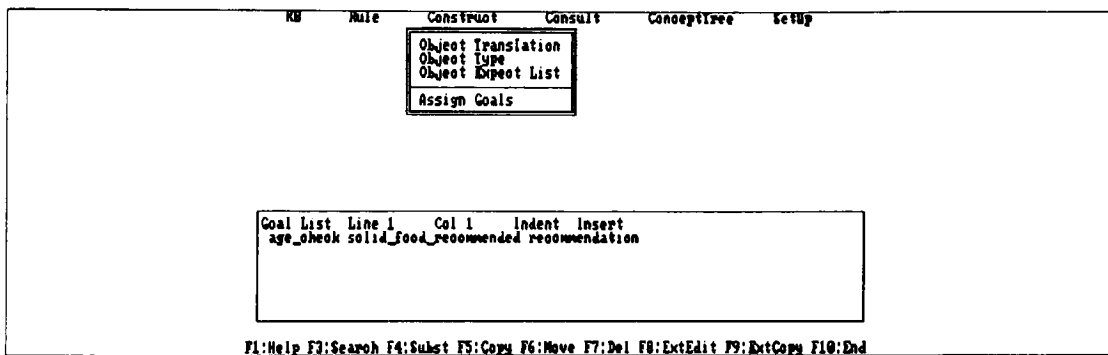 KB Rule Construct Consult ConceptTree SetUp
Object Translation
Object Type
Object Expect List
Assign Goals
Goal List Line 1 Col 1 Indent Insert
age_check solid_food_recommended recommendation
F1:Help F3:Search F4:Subst F5:Copy F6:Move F7:Del F8:ExtEdit F9:ExtCopy F10:End